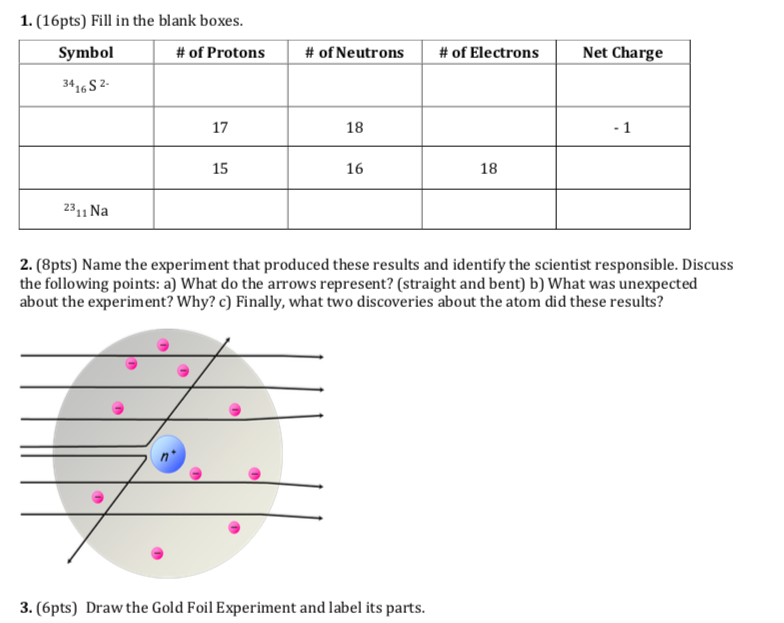 1. (16pts) Fill in the blank boxes.
Symbol # of Protons # of Neutrons # of Electrons Net Charge
³⁴₁₆ S ²⁻
17 18 - 1
15 16 18
²³₁₁ Na
2. (8pts) Name the experiment that produced these results and identify the scientist responsible. Discuss
the following points: a) What do the arrows represent? (straight and bent) b) What was unexpected
about the experiment? Why? c) Finally, what two discoveries about the atom did these results?
-
-
-
-
-
n⁺
-
-
-
-
-
3. (6pts) Draw the Gold Foil Experiment and label its parts.